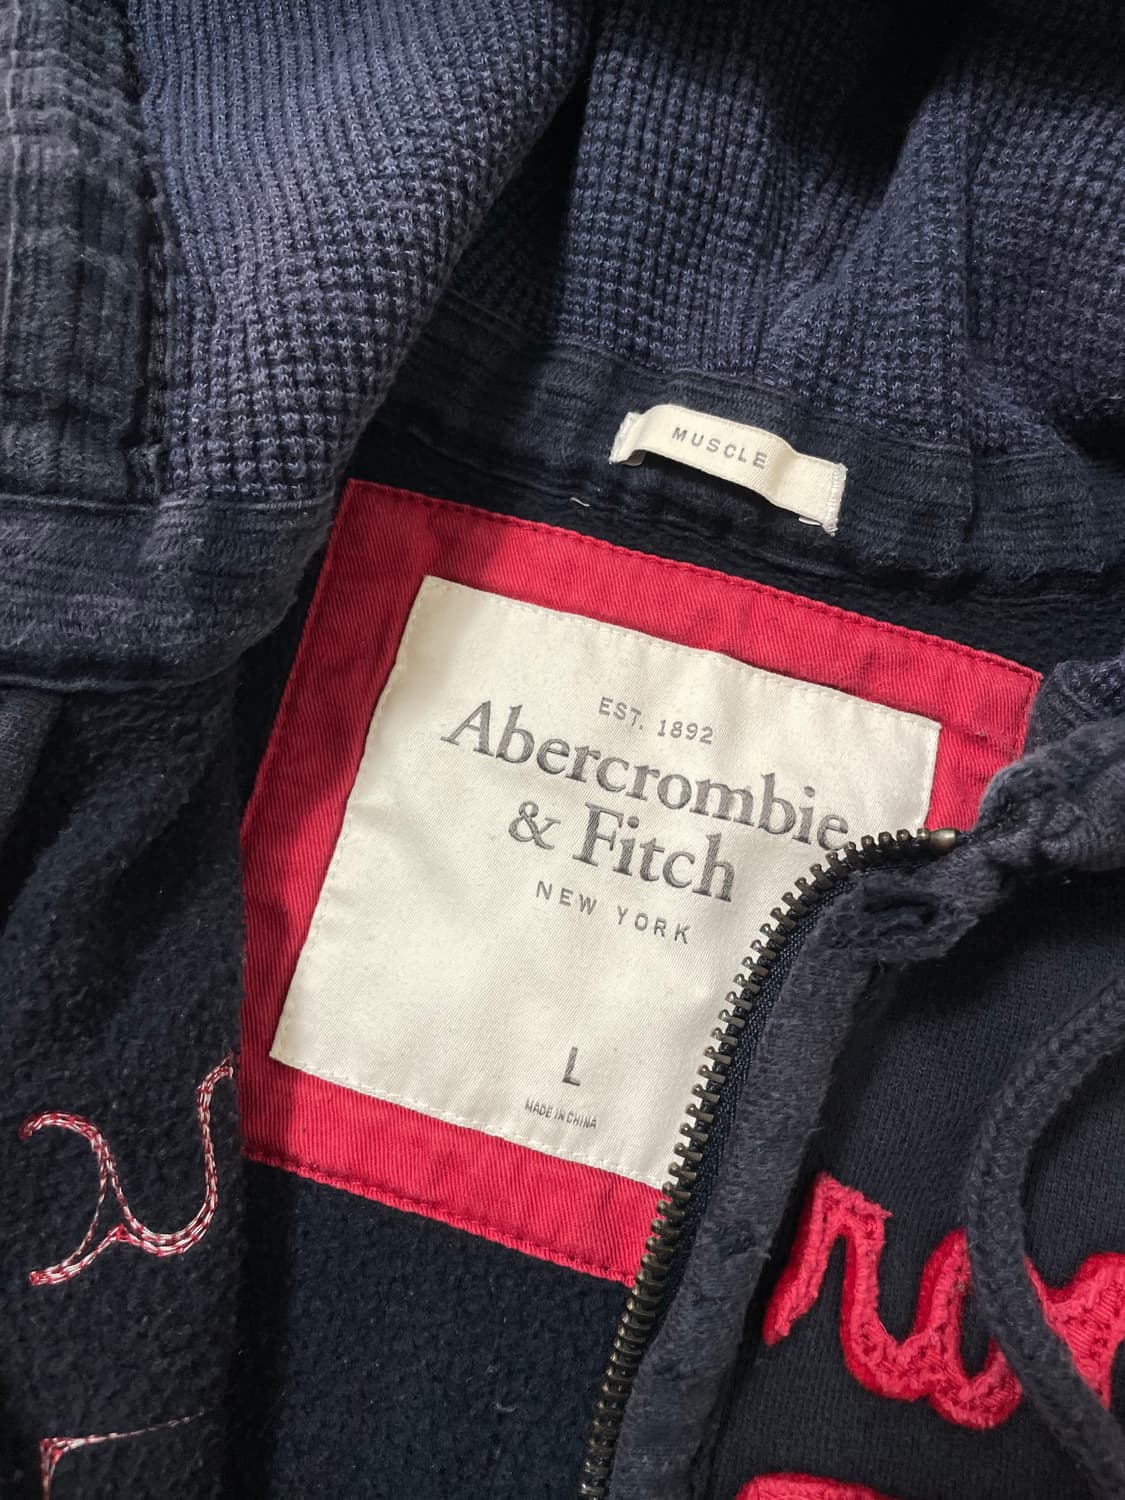 MUSCLE
EST. 1892
Abercrombie
& Fitch
NEW YORK
L
MADE IN CHINA